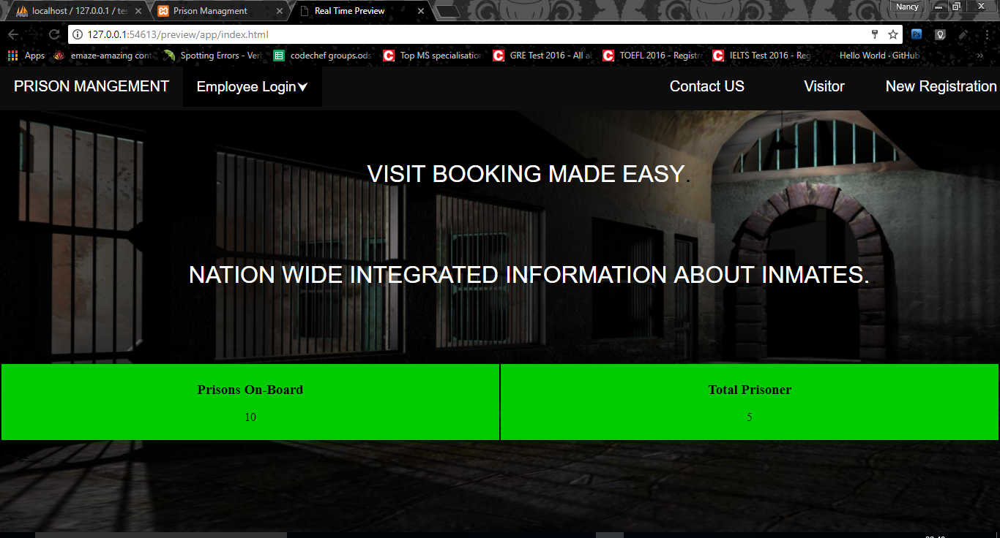 localhost / 127.0.0.1 / tes
Prison Managment
Real Time Preview
Nancy
127.0.0.1:54613/preview/app/index.html
Ps
Apps
emaze-amazing cont
Spotting Errors - Verb
codechef groups.ods
C Top MS specialisation
C GRE Test 2016 - All a
C TOEFL 2016 - Registr
C IELTS Test 2016 - Reg
Hello World · GitHub
»
PRISON MANGEMENT
Employee Login
Contact US
Visitor
New Registration
VISIT BOOKING MADE EASY.
NATION WIDE INTEGRATED INFORMATION ABOUT INMATES.
Prisons On-Board
Total Prisoner
10
5